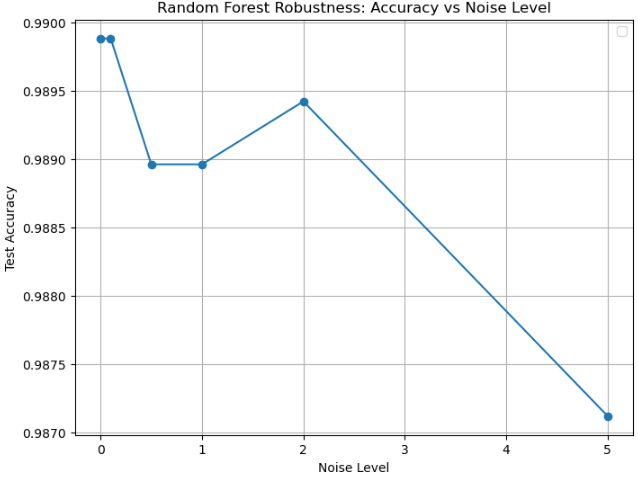 Random Forest Robustness: Accuracy vs Noise Level
0.9900
0.9895
0.9890
0.9885
0.9880
0.9875
0.9870
Test Accuracy
0 1 2 3 4 5
Noise Level